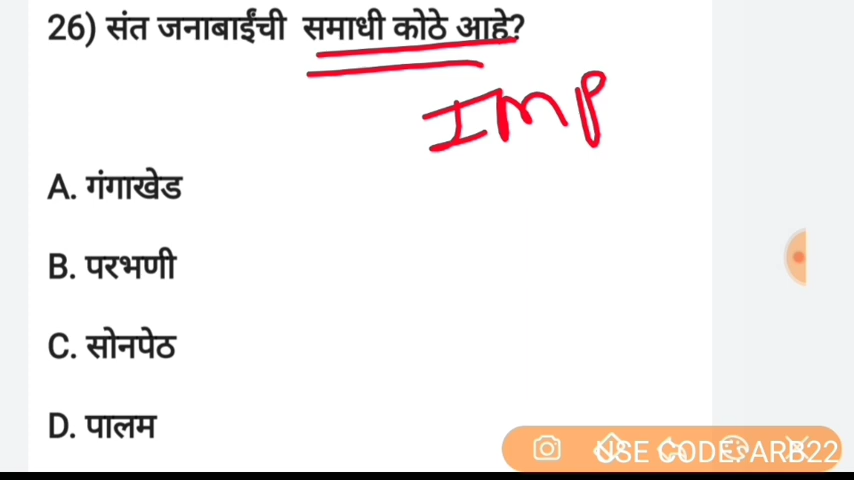 26) संत जनाबाईंची समाधी कोठे आहे?
IMP
A. गंगाखेड
B. परभणी
C. सोनपेठ
D. पालम
USE CODE: ARB22